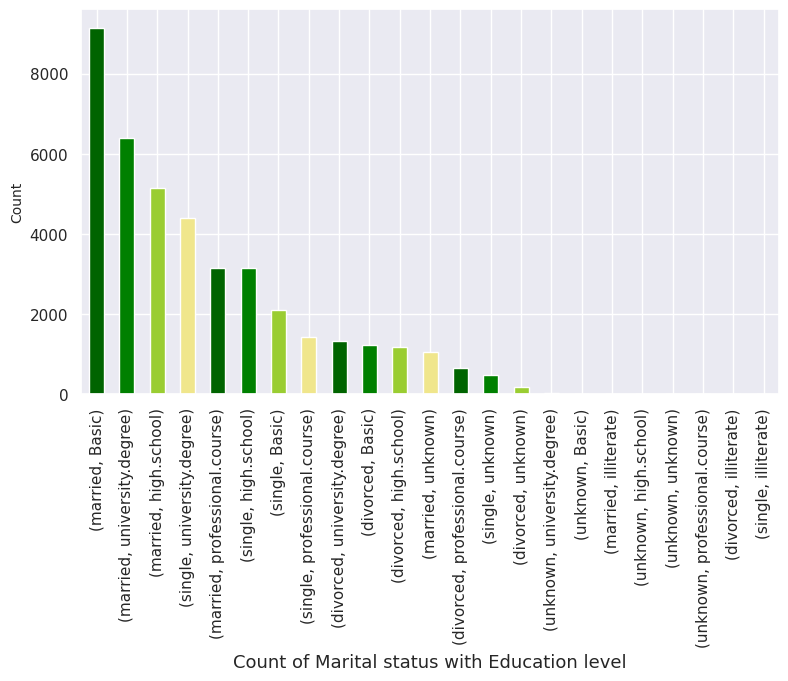 8000
6000
4000
2000
0
Count
(married, Basic)
(married, university.degree)
(married, high.school)
(single, university.degree)
(married, professional.course)
(single, high.school)
(single, Basic)
(single, professional.course)
(divorced, university.degree)
(divorced, Basic)
(divorced, high.school)
(married, unknown)
(divorced, professional.course)
(single, unknown)
(divorced, unknown)
(unknown, university.degree)
(unknown, Basic)
(married, illiterate)
(unknown, high.school)
(unknown, unknown)
(unknown, professional.course)
(divorced, illiterate)
(single, illiterate)
Count of Marital status with Education level